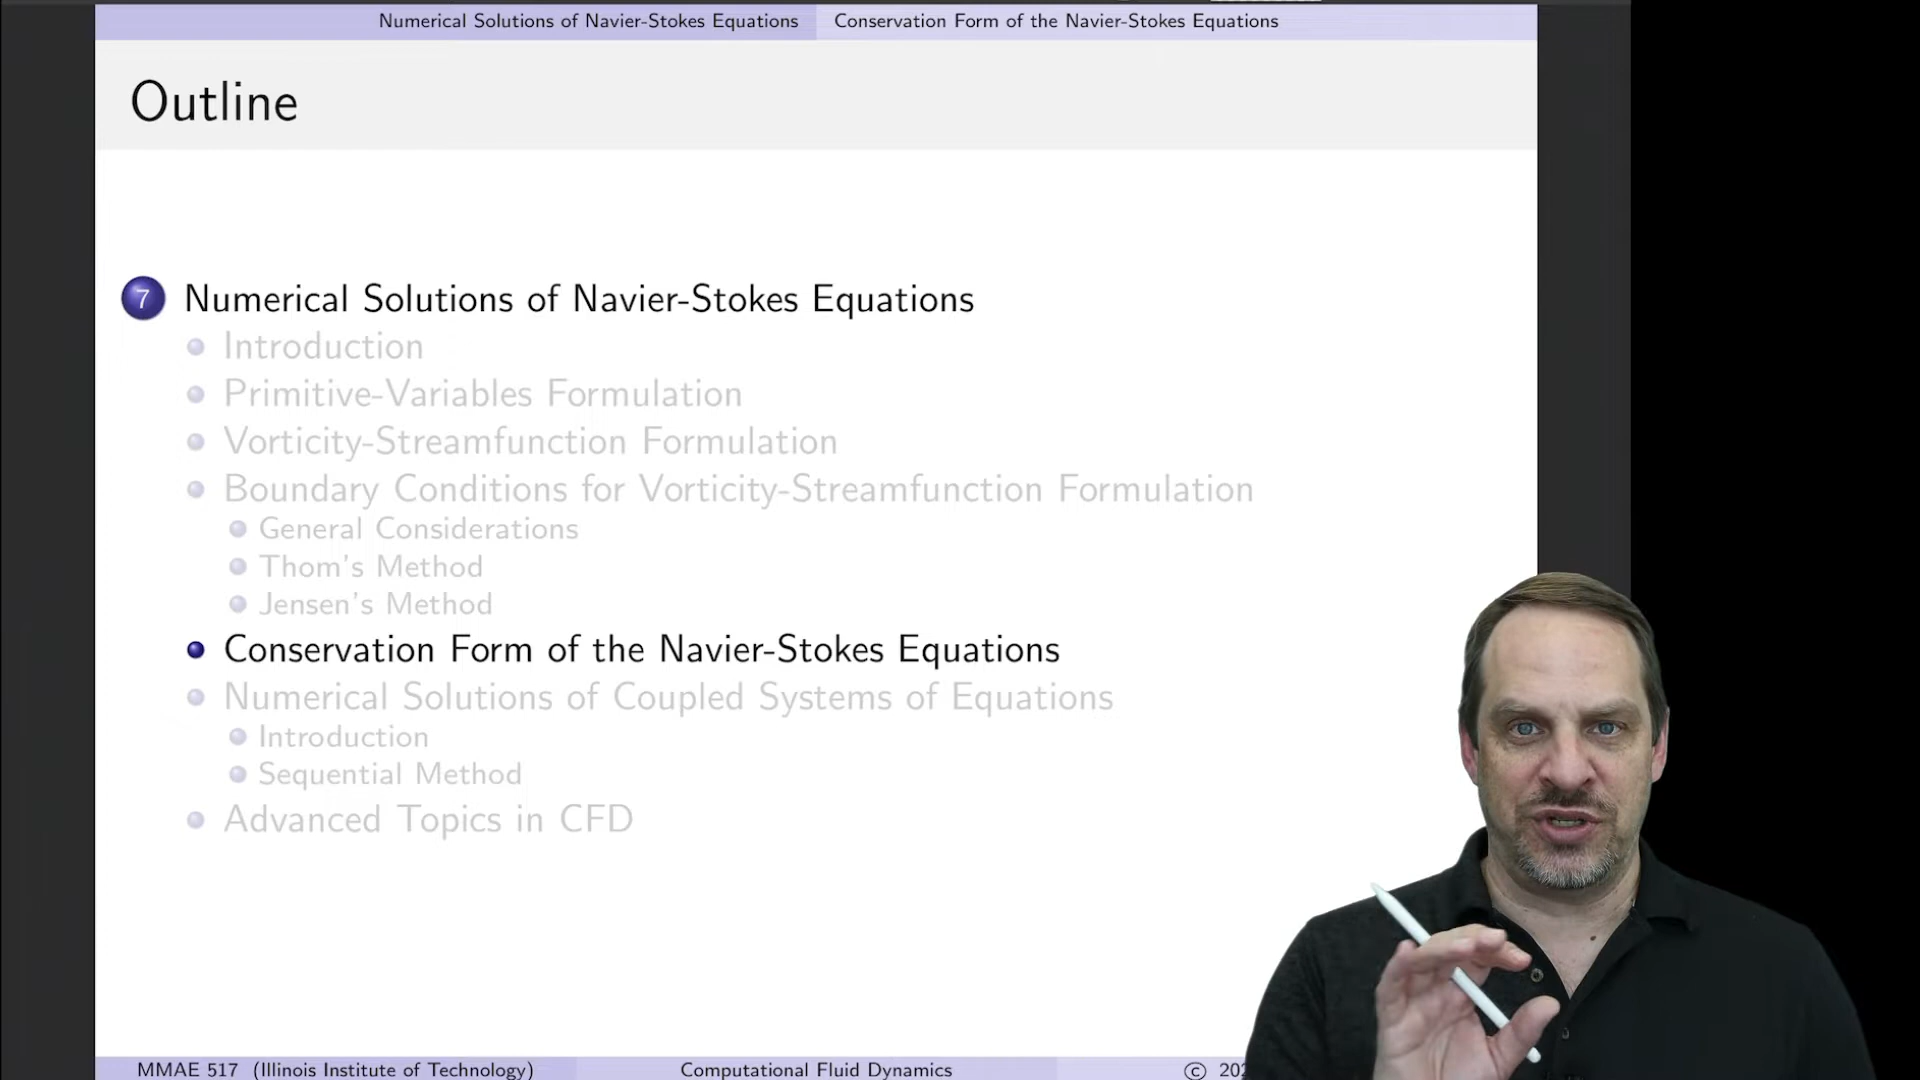 Numerical Solutions of Navier-Stokes Equations Conservation Form of the Navier-Stokes Equations
Outline
7 Numerical Solutions of Navier-Stokes Equations
Introduction
Primitive-Variables Formulation
Vorticity-Streamfunction Formulation
Boundary Conditions for Vorticity-Streamfunction Formulation
General Considerations
Thom's Method
Jensen's Method
Conservation Form of the Navier-Stokes Equations
Numerical Solutions of Coupled Systems of Equations
Introduction
Sequential Method
Advanced Topics in CFD
MMAE 517 (Illinois Institute of Technology) Computational Fluid Dynamics ©